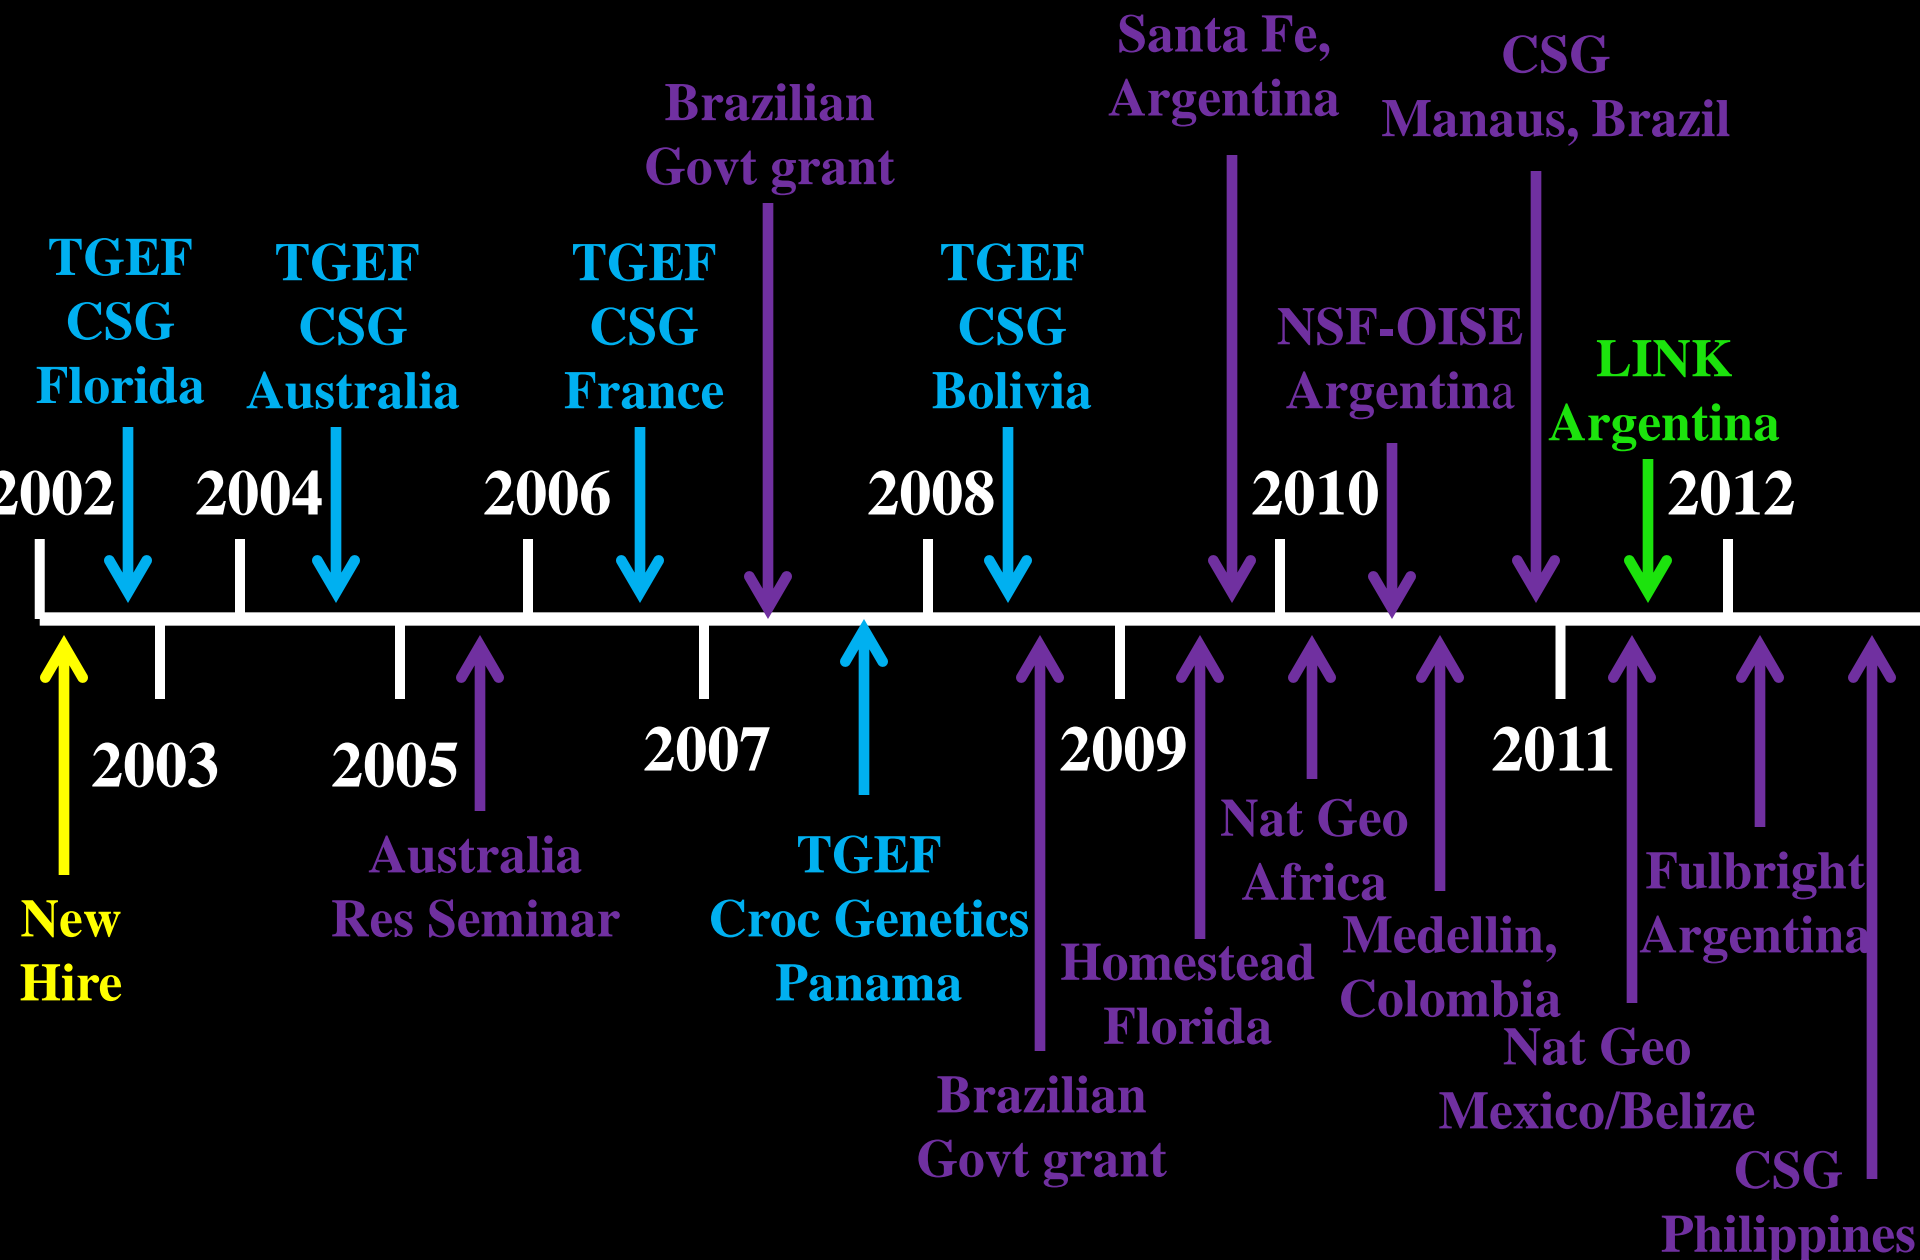 Santa Fe,
Argentina
CSG
Manaus, Brazil
Brazilian
Govt grant
TGEF
CSG
Florida
TGEF
CSG
Australia
TGEF
CSG
France
TGEF
CSG
Bolivia
NSF-OISE
Argentina
LINK
Argentina
2002
2004
2006
2008
2010
2012
2003
2005
2007
2009
2011
New
Hire
Australia
Res Seminar
TGEF
Croc Genetics
Panama
Brazilian
Govt grant
Homestead
Florida
Nat Geo
Africa
Medellin,
Colombia
Nat Geo
Mexico/Belize
Fulbright
Argentina
CSG
Philippines